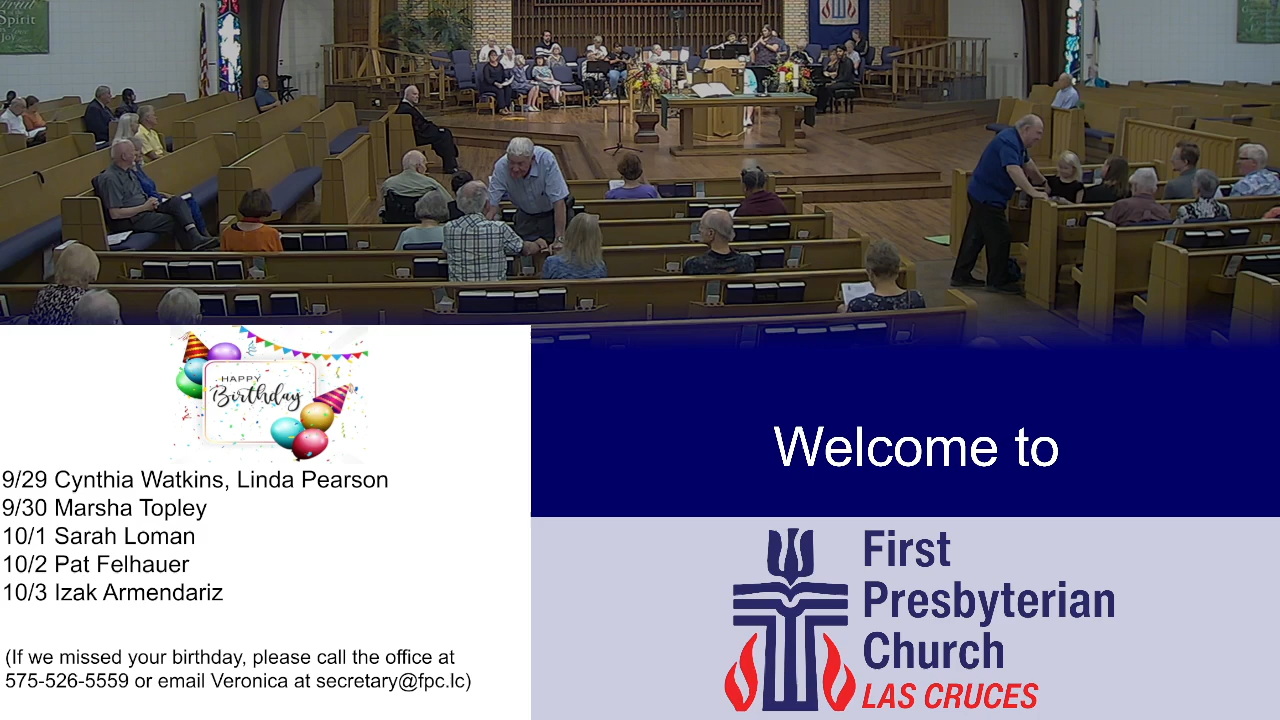 Spirit
Joy
HAPPY
Birthday
9/29 Cynthia Watkins, Linda Pearson
9/30 Marsha Topley
10/1 Sarah Loman
10/2 Pat Felhauer
10/3 Izak Armendariz
(If we missed your birthday, please call the office at
575-526-5559 or email Veronica at secretary@fpc.lc)
Welcome to
First
Presbyterian
Church
LAS CRUCES